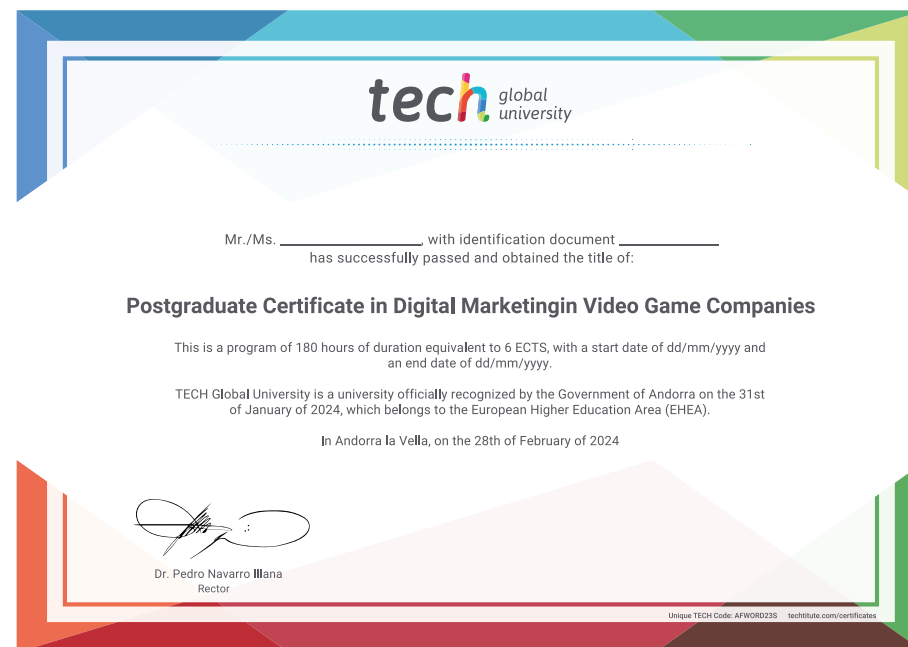 tech global
university
Mr./Ms. ____________________, with identification document ______________
has successfully passed and obtained the title of:
Postgraduate Certificate in Digital Marketingin Video Game Companies
This is a program of 180 hours of duration equivalent to 6 ECTS, with a start date of dd/mm/yyyy and
an end date of dd/mm/yyyy.
TECH Global University is a university officially recognized by the Government of Andorra on the 31st
of January of 2024, which belongs to the European Higher Education Area (EHEA).
In Andorra la Vella, on the 28th of February of 2024
Dr. Pedro Navarro Illana
Rector
Unique TECH Code: AFWORD23S techtitute.com/certificates